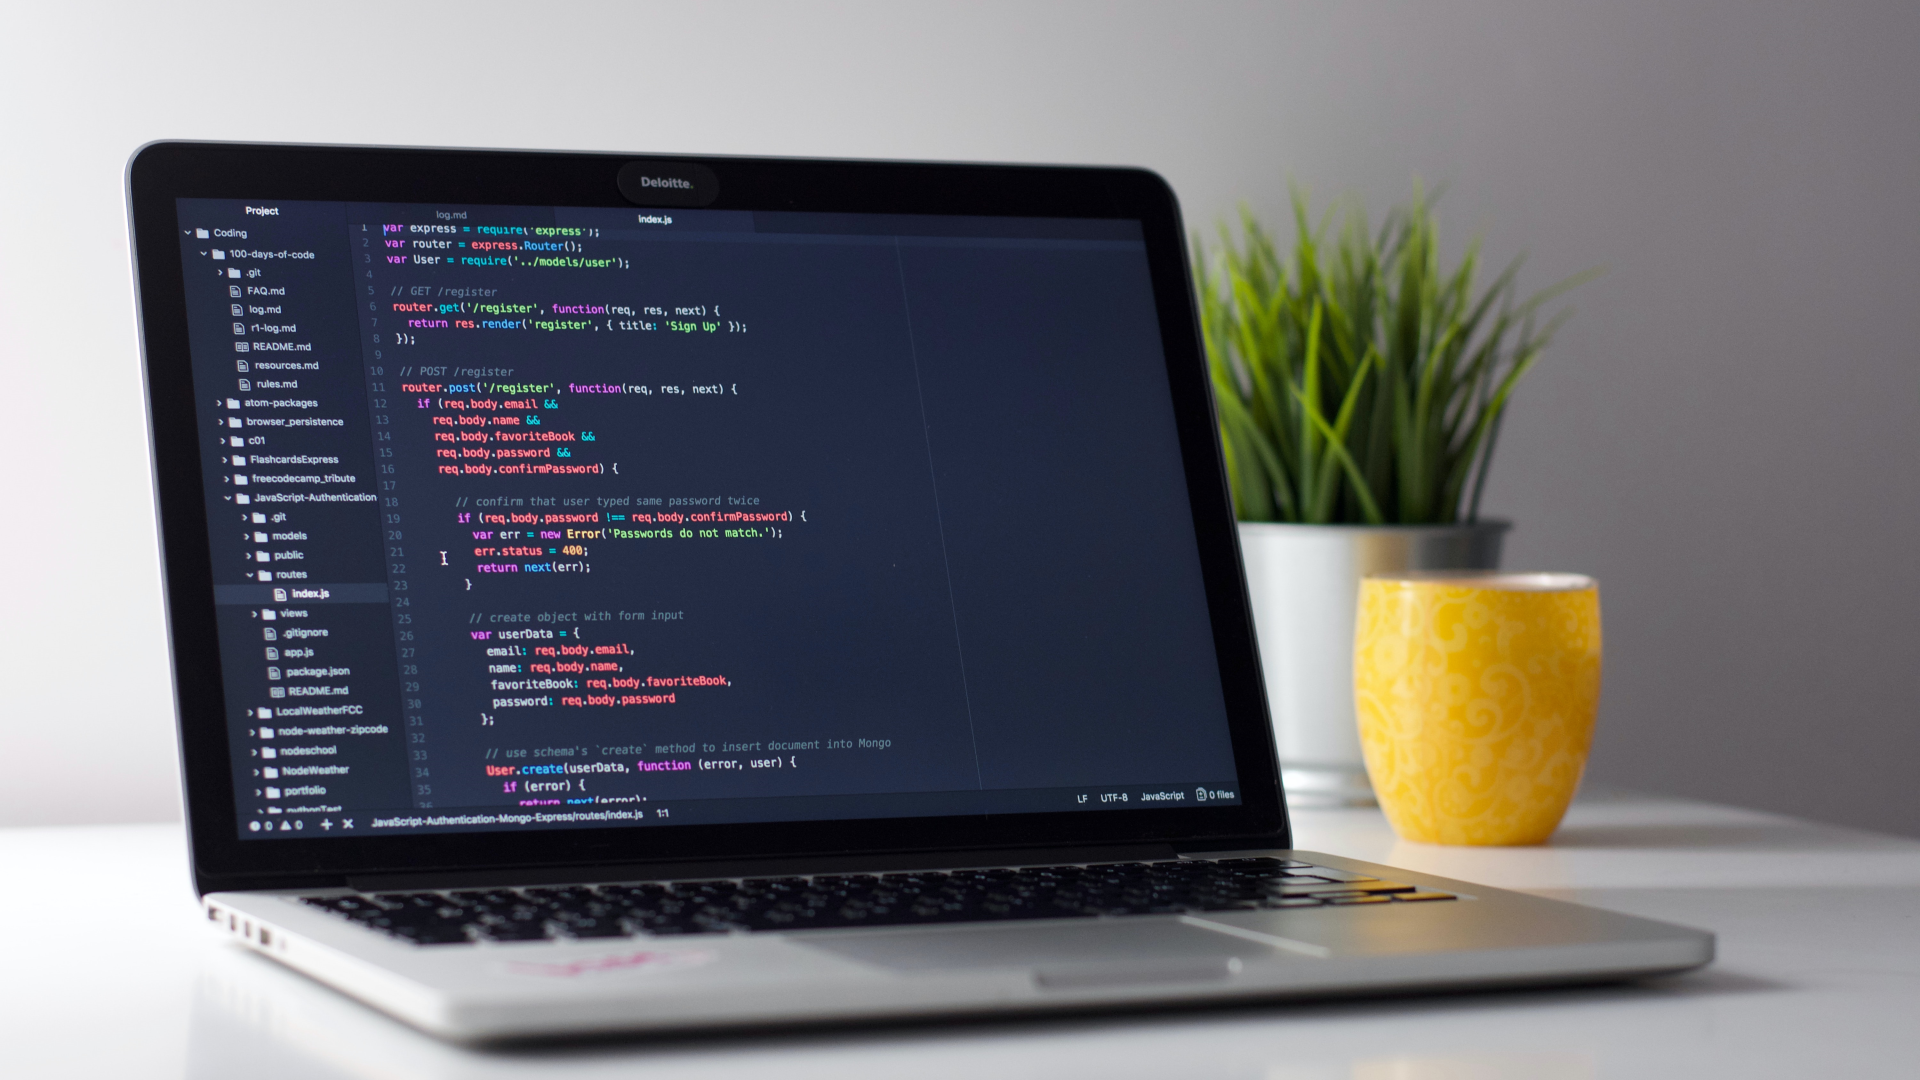 Deloitte.
Project
log.md
index.js
Coding
100-days-of-code
.git
FAQ.md
log.md
r1-log.md
README.md
resources.md
rules.md
atom-packages
browser_persistence
c01
FlashcardsExpress
freecodecamp_tribute
JavaScript-Authentication
.git
models
public
routes
index.js
views
.gitignore
app.js
package.json
README.md
LocalWeatherFCC
node-weather-zipcode
nodeschool
NodeWeather
portfolio
pythonTest
1 var express = require('express');
2 var router = express.Router();
3 var User = require('../models/user');
4
5 // GET /register
6 router.get('/register', function(req, res, next) {
7 return res.render('register', { title: 'Sign Up' });
8 });
9
10 // POST /register
11 router.post('/register', function(req, res, next) {
12 if (req.body.email &&
13 req.body.name &&
14 req.body.favoriteBook &&
15 req.body.password &&
16 req.body.confirmPassword) {
17
18 // confirm that user typed same password twice
19 if (req.body.password !== req.body.confirmPassword) {
20 var err = new Error('Passwords do not match.');
21 err.status = 400;
22 return next(err);
23 }
24
25 // create object with form input
26 var userData = {
27 email: req.body.email,
28 name: req.body.name,
29 favoriteBook: req.body.favoriteBook,
30 password: req.body.password
31 };
32
33 // use schema's `create` method to insert document into Mongo
34 User.create(userData, function (error, user) {
35 if (error) {
36 return next(error);
0 0 + × JavaScript-Authentication-Mongo-Express/routes/index.js 1:1
LF UTF-8 JavaScript 0 files